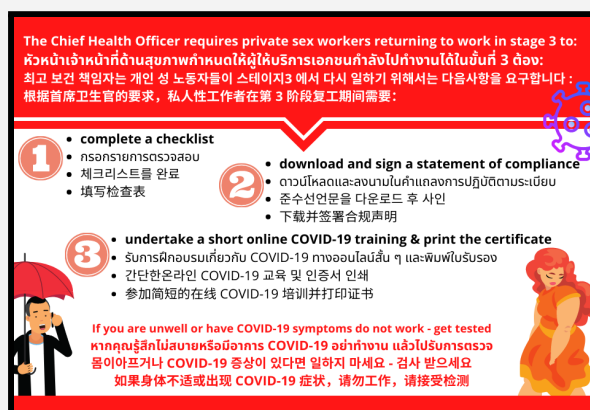 The Chief Health Officer requires private sex workers returning to work in stage 3 to:
หัวหน้าเจ้าหน้าที่ด้านสุขภาพกำหนดให้ผู้ให้บริการเอกชนกำลังไปทำงานได้ในขั้นที่ 3 ต้อง:
최고 보건 책임자는 개인 성 노동자들이 스테이지3 에서 다시 일하기 위해서는 다음사항을 요구합니다 :
根据首席卫生官的要求，私人性工作者在第 3 阶段复工期间需要：
1
• complete a checklist
• กรอกรายการตรวจสอบ
• 체크리스트를 완료
• 填写检查表
2
• download and sign a statement of compliance
• ดาวน์โหลดและลงนามในคำแถลงการปฏิบัติตามระเบียบ
• 준수선언문을 다운로드 후 사인
• 下载并签署合规声明
3
• undertake a short online COVID-19 training & print the certificate
• รับการฝึกอบรมเกี่ยวกับ COVID-19 ทางออนไลน์สั้น ๆ และพิมพ์ใบรับรอง
• 간단한온라인 COVID-19 교육 및 인증서 인쇄
• 参加简短的在线 COVID-19 培训并打印证书
If you are unwell or have COVID-19 symptoms do not work - get tested
หากคุณรู้สึกไม่สบายหรือมีอาการ COVID-19 อย่าทำงาน แล้วไปรับการตรวจ
몸이아프거나 COVID-19 증상이 있다면 일하지 마세요 - 검사 받으세요
如果身体不适或出现 COVID-19 症状，请勿工作，请接受检测